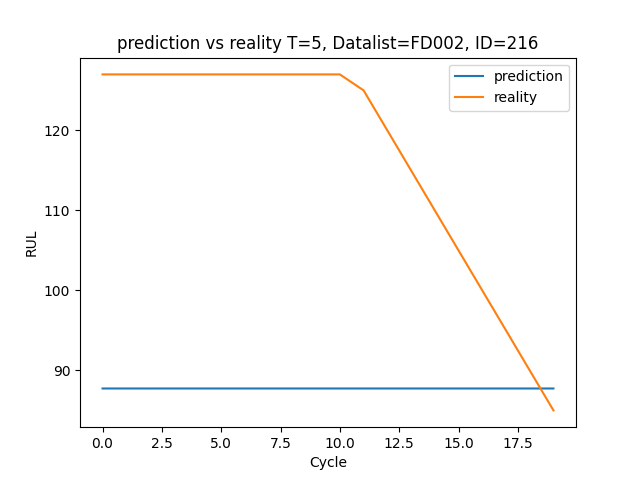 prediction vs reality T=5, Datalist=FD002, ID=216
prediction
reality
RUL
120
110
100
90
0.0 2.5 5.0 7.5 10.0 12.5 15.0 17.5
Cycle